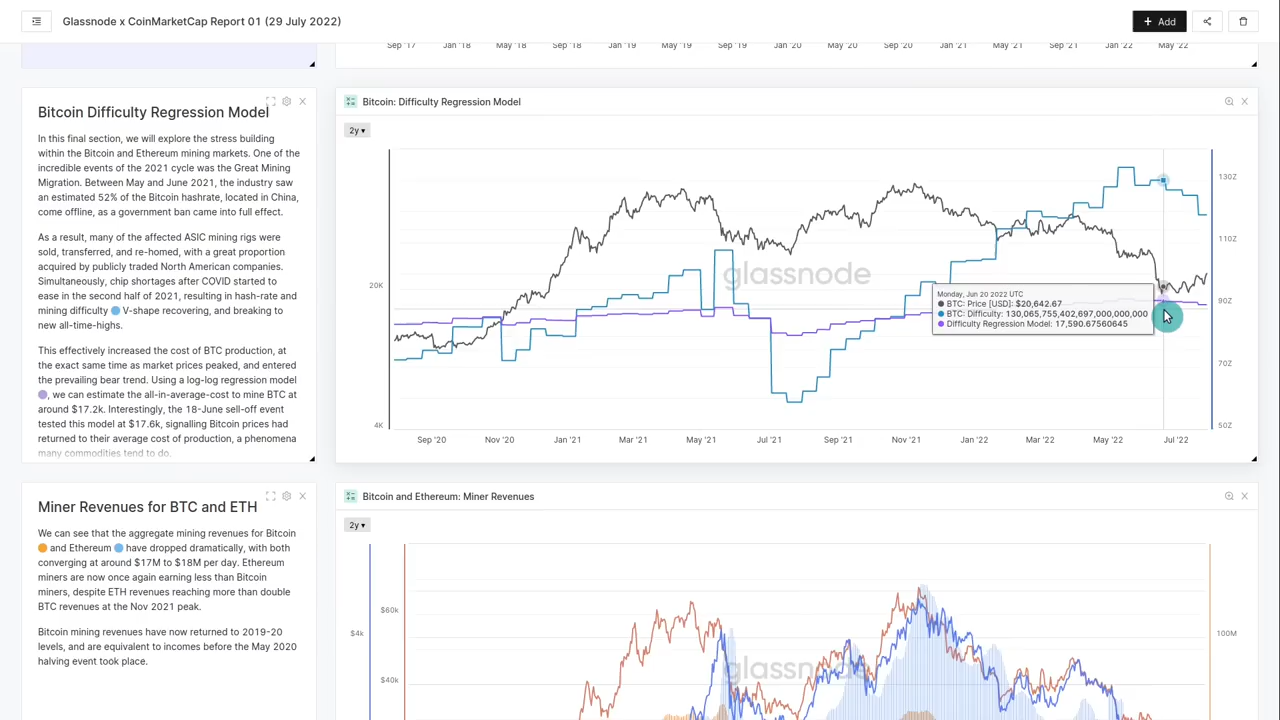 Glassnode x CoinMarketCap Report 01 (29 July 2022)
+ Add
Sep '17 Jan '18 May '18 Sep '18 Jan '19 May '19 Sep '19 Jan '20 May '20 Sep '20 Jan '21 May '21 Sep '21 Jan '22 May '22
Bitcoin Difficulty Regression Model
In this final section, we will explore the stress building
within the Bitcoin and Ethereum mining markets. One of the
incredible events of the 2021 cycle was the Great Mining
Migration. Between May and June 2021, the industry saw
an estimated 52% of the Bitcoin hashrate, located in China,
come offline, as a government ban came into full effect.
As a result, many of the affected ASIC mining rigs were
sold, transferred, and re-homed, with a great proportion
acquired by publicly traded North American companies.
Simultaneously, chip shortages after COVID started to
ease in the second half of 2021, resulting in hash-rate and
mining difficulty V-shape recovering, and breaking to
new all-time-highs.
This effectively increased the cost of BTC production, at
the exact same time as market prices peaked, and entered
the prevailing bear trend. Using a log-log regression model
, we can estimate the all-in-average-cost to mine BTC at
around $17.2k. Interestingly, the 18-June sell-off event
tested this model at $17.6k, signalling Bitcoin prices had
returned to their average cost of production, a phenomena
many commodities tend to do.
Bitcoin: Difficulty Regression Model
2y
130Z
110Z
glassnode
20K
90Z
Monday, Jun 20 2022 UTC
BTC: Price [USD]: $20,642.67
BTC: Difficulty: 130,065,755,402,697,000,000,000
Difficulty Regression Model: 17,590.67560645
70Z
4K
50Z
Sep '20 Nov '20 Jan '21 Mar '21 May '21 Jul '21 Sep '21 Nov '21 Jan '22 Mar '22 May '22 Jul '22
Miner Revenues for BTC and ETH
We can see that the aggregate mining revenues for Bitcoin
and Ethereum have dropped dramatically, with both
converging at around $17M to $18M per day. Ethereum
miners are now once again earning less than Bitcoin
miners, despite ETH revenues reaching more than double
BTC revenues at the Nov 2021 peak.
Bitcoin mining revenues have now returned to 2019-20
levels, and are equivalent to incomes before the May 2020
halving event took place.
Bitcoin and Ethereum: Miner Revenues
2y
$60k
$4k
100M
glassnode
$40k